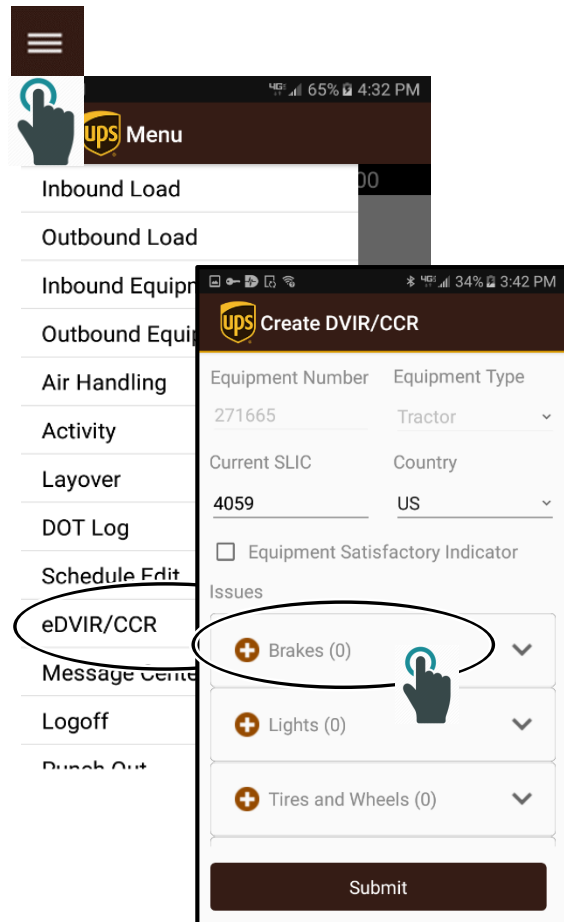 4G 65% 4:32 PM
ups Menu
00
Inbound Load
Outbound Load
Inbound Equip
Outbound Equip
Air Handling
Activity
Layover
DOT Log
Schedule Edit
eDVIR/CCR
Message Cente
Logoff
Punch Out
4G 34% 3:42 PM
ups Create DVIR/CCR
Equipment Number Equipment Type
271665 Tractor
Current SLIC Country
4059 US
Equipment Satisfactory Indicator
Issues
Brakes (0)
Lights (0)
Tires and Wheels (0)
Submit